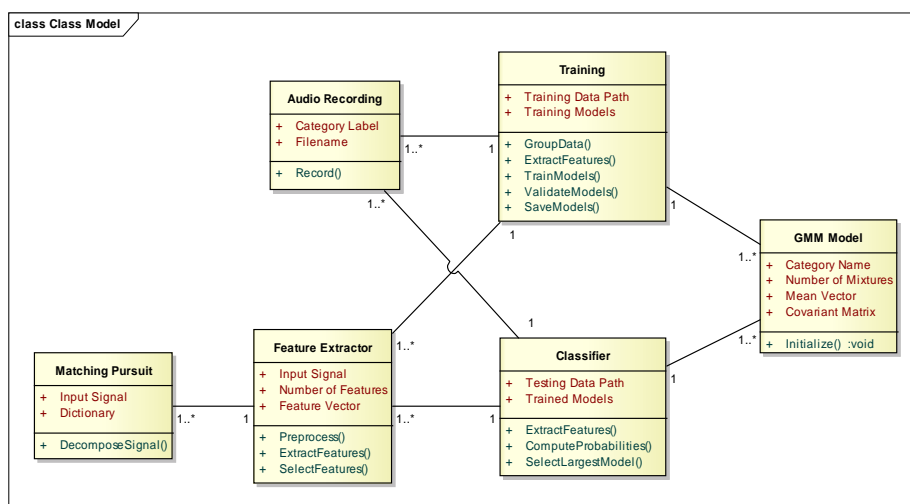 class Class Model
Audio Recording
+ Category Label
+ Filename
+ Record()
1..*
1..*
Training
+ Training Data Path
+ Training Models
+ GroupData()
+ ExtractFeatures()
+ TrainModels()
+ ValidateModels()
+ SaveModels()
1
1
1
GMM Model
+ Category Name
+ Number of Mixtures
+ Mean Vector
+ Covariant Matrix
+ Initialize() :void
1..*
1..*
Matching Pursuit
+ Input Signal
+ Dictionary
+ DecomposeSignal()
1..*
Feature Extractor
+ Input Signal
+ Number of Features
+ Feature Vector
+ Preprocess()
+ ExtractFeatures()
+ SelectFeatures()
1
1..*
1..*
Classifier
+ Testing Data Path
+ Trained Models
+ ExtractFeatures()
+ ComputeProbabilities()
+ SelectLargestModel()
1
1
1